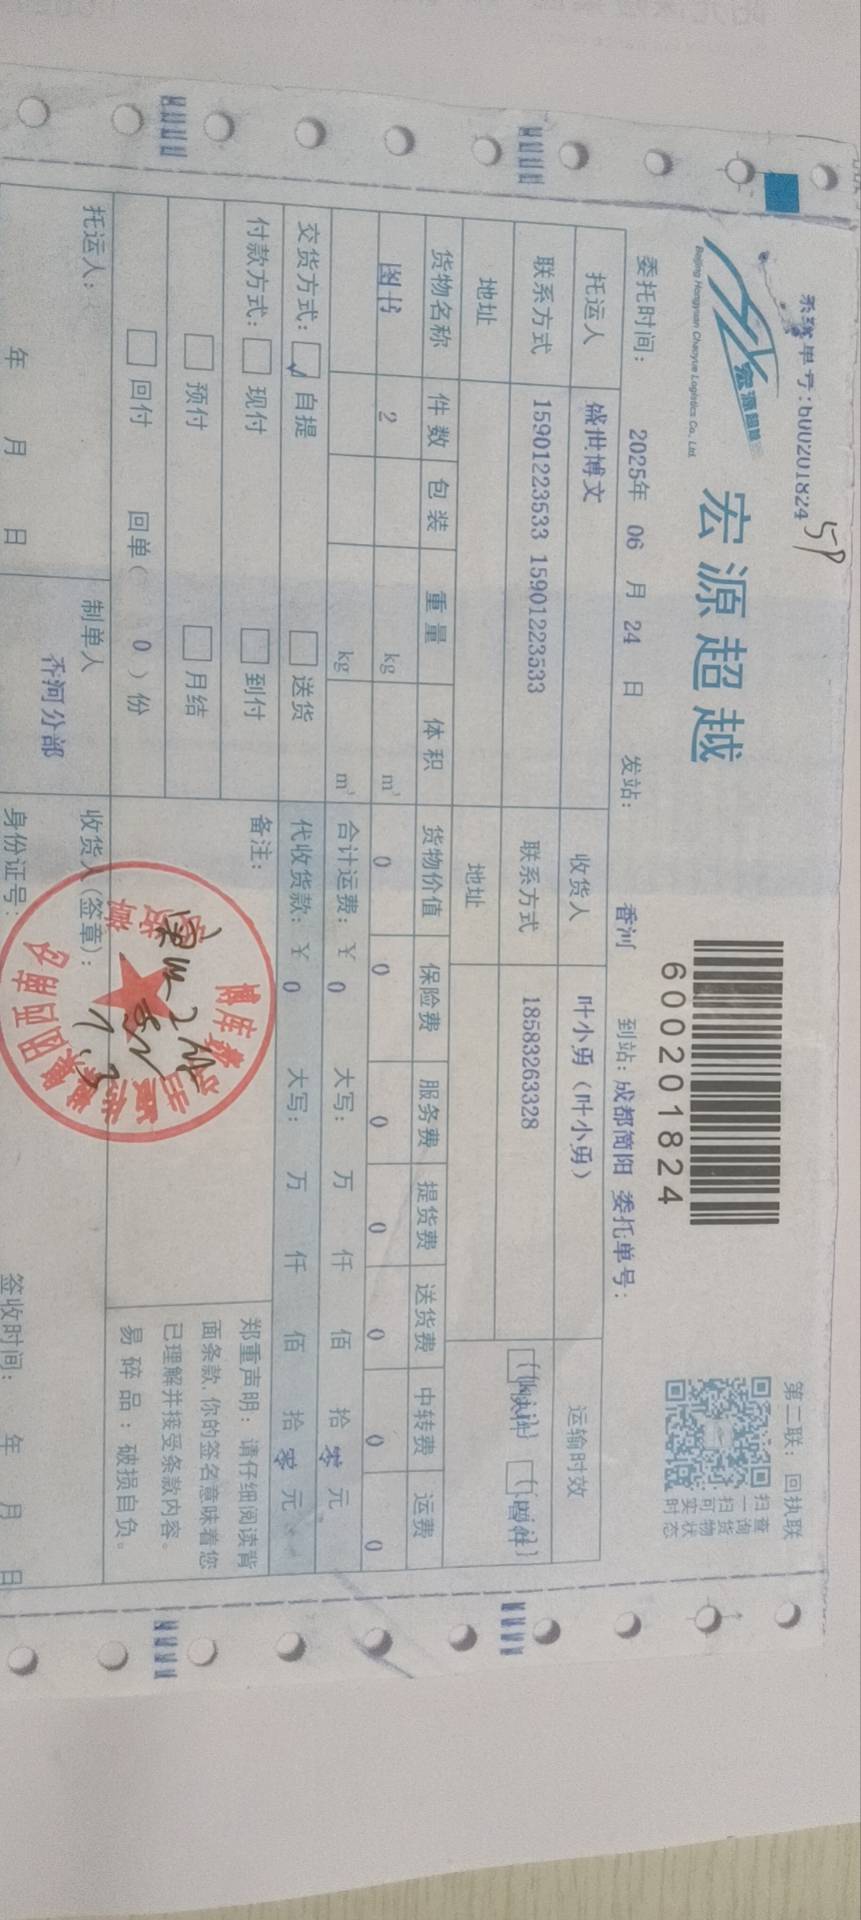 系统单号:600201824
59
第二联：回执联
宏源超越
Beijing Hongyuan Chaoyue Logistics Co., Ltd.
宏源超越
600201824
扫一扫可实时
查询货物状态
委托时间： 2025年 06 月 24 日 发站： 香河 到站：成都简阳 委托单号：
托运人 盛世博文 收货人 叶小勇（叶小勇） 运输时效
联系方式 15901223533 15901223533 联系方式 18583263328
地址 地址
货物名称 件数 包装 重量 体积 货物价值 保险费 服务费 提货费 送货费 中转费 运费
图书 2 kg m³ 0 0 0 0 0 0 0
kg m³ 合计运费：￥ 0 大写： 万 仟 佰 拾 零 元
交货方式： 自提 送货 代收货款：￥ 0 大写： 万 仟 佰 拾 零 元
付款方式： 现付 到付 备注：
预付 月结
回付 回单（ 0 ）份
郑重声明：请仔细阅读背
面条款，你的签名意味着您
已理解并接受条款内容。
易碎品：破损自负。
托运人： 制单人 收货人(签章)：
香河分部
年 月 日 身份证号： 签收时间： 年 月 日